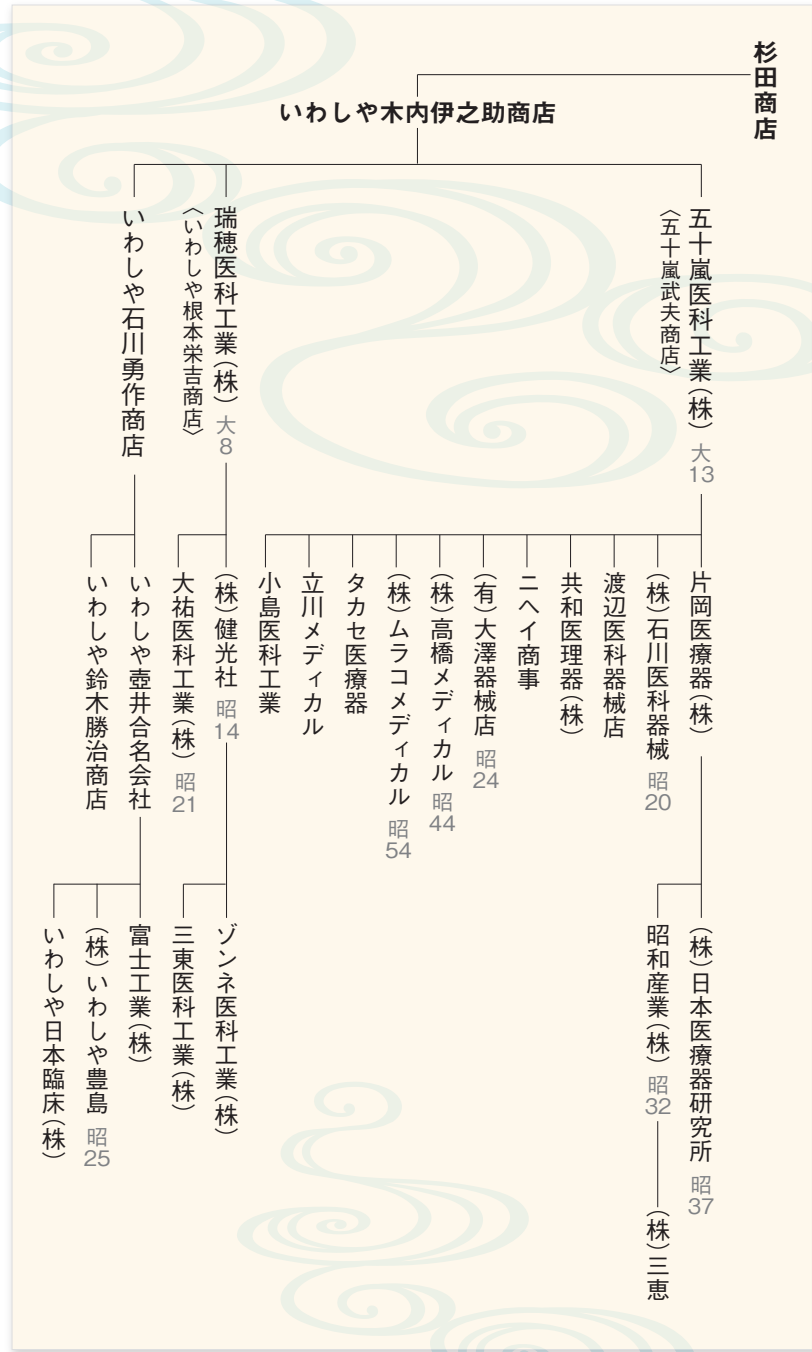 杉田商店
いわしや木内伊之助商店
五十嵐医科工業(株) 大13
〈五十嵐武夫商店〉
瑞穂医科工業(株) 大8
〈いわしや根本栄吉商店〉
いわしや石川勇作商店
片岡医療器(株)
(株)石川医科器械 昭20
渡辺医科器械店
共和医理器(株)
ニヘイ商事
(有)大澤器械店 昭24
(株)高橋メディカル 昭44
(株)ムラコメディカル 昭54
タカセ医療器
立川メディカル
小島医科工業
(株)健光社 昭14
大祐医科工業(株) 昭21
いわしや壺井合名会社
いわしや鈴木勝治商店
(株)日本医療器研究所 昭37
昭和産業(株) 昭32
(株)三恵
ゾンネ医科工業(株)
三東医科工業(株)
富士工業(株)
(株)いわしや豊島 昭25
いわしや日本臨床(株)